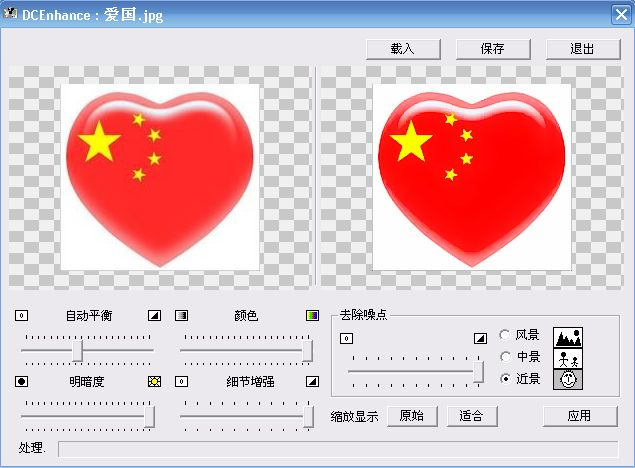 DCEnhance : 爱国.jpg
载入 保存 退出
自动平衡 颜色 去除噪点
风景
中景
近景
明暗度 细节增强
缩放显示 原始 适合 应用
处理.